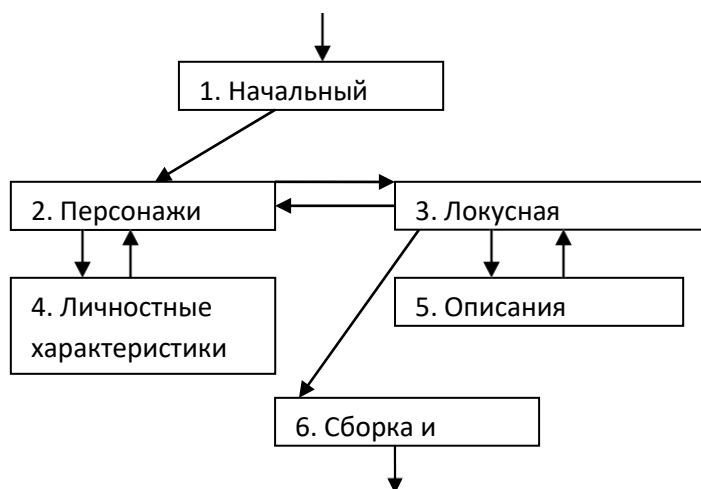 1. Начальный
2. Персонажи
3. Локусная
4. Личностные
характеристики
5. Описания
6. Сборка и